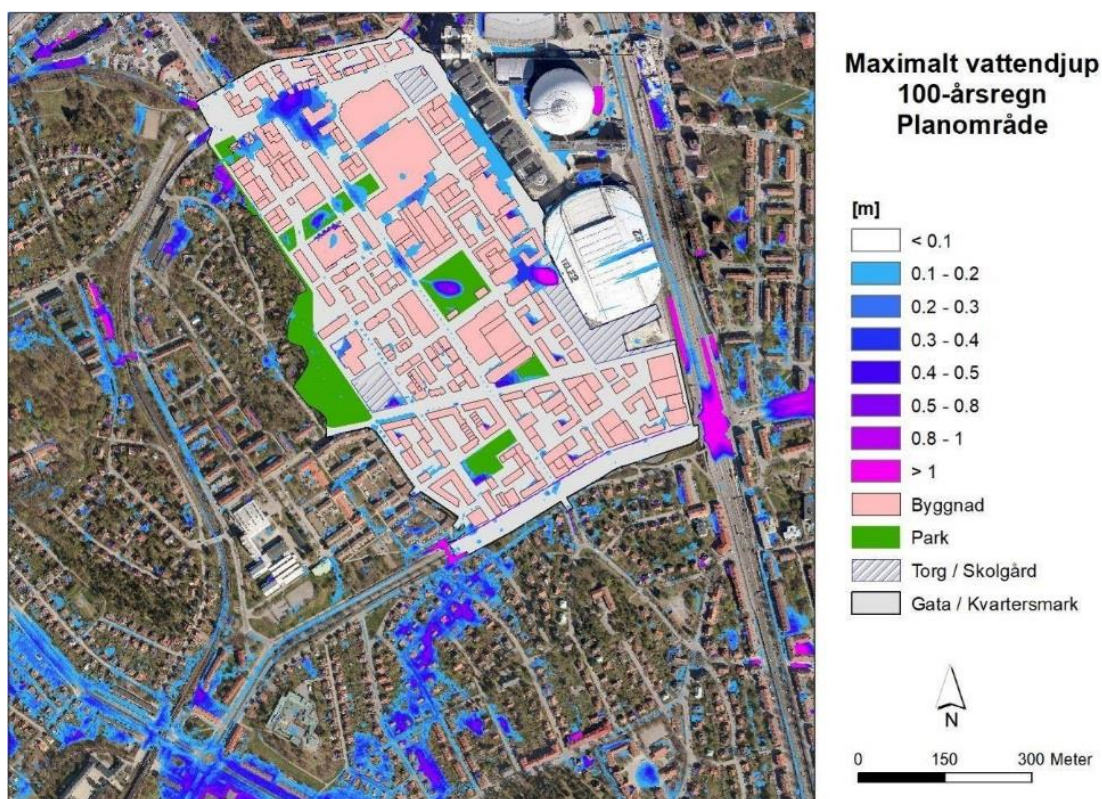 Maximalt vattendjup
100-årsregn
Planområde
[m]
< 0.1
0.1 - 0.2
0.2 - 0.3
0.3 - 0.4
0.4 - 0.5
0.5 - 0.8
0.8 - 1
> 1
Byggnad
Park
Torg / Skolgård
Gata / Kvartersmark
N
0 150 300 Meter